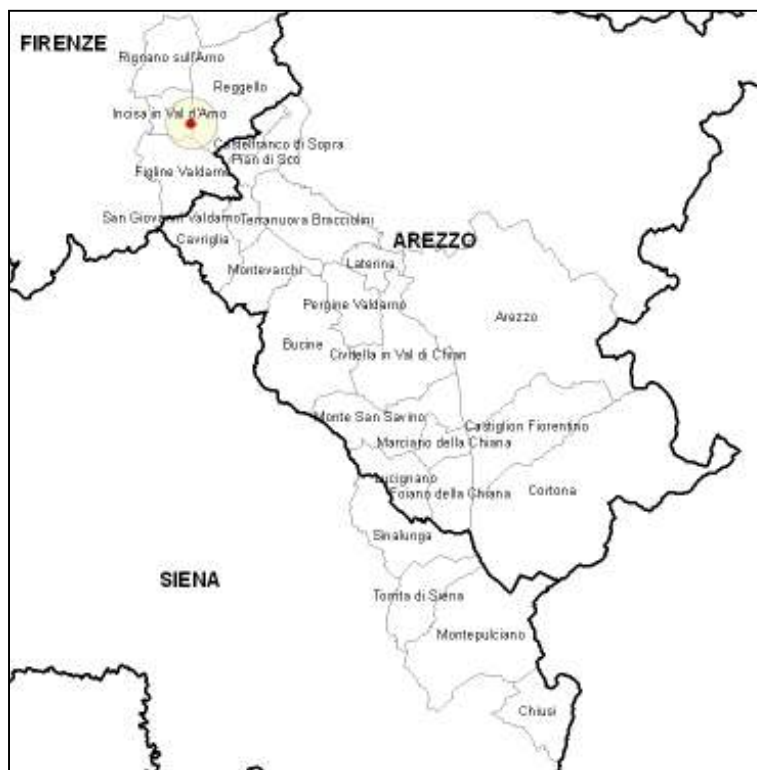 FIRENZE
Rignano sull'Arno
Reggello
Incisa in Val d'Arno
Castelfranco di Sopra
Pian di Sco
Figline Valdarno
San Giovanni Valdarno
Terranuova Bracciolini
Cavriglia
AREZZO
Montevarchi
Laterina
Pergine Valdarno
Arezzo
Bucine
Civitella in Val di Chian
Monte San Savino
Castiglion Fiorentino
Marciano della Chiana
Lucignano
Foiano della Chiana
Cortona
Sinalunga
SIENA
Torrita di Siena
Montepulciano
Chiusi